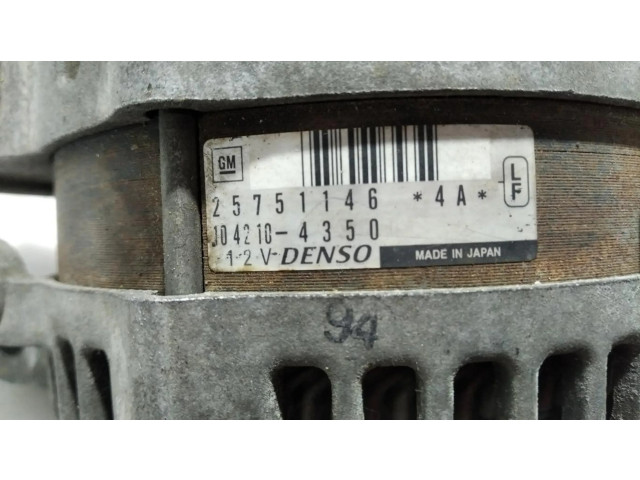 GM
25751146 *4A*
LF
104210-4350
12V DENSO MADE IN JAPAN
94